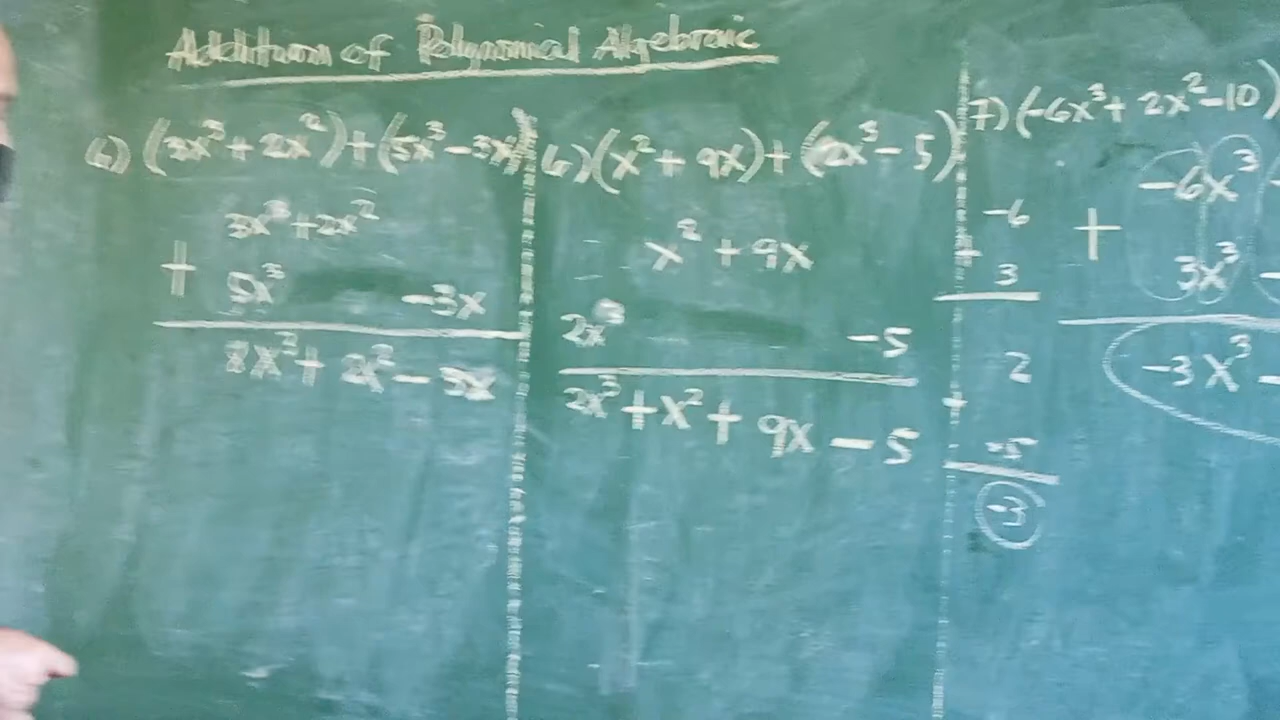 Addition of Polynomial Algebraic
6) (3x³ + 2x²) + (5x³ - 3x)
3x³ + 2x²
+ 5x³ - 3x
8x³ + 2x² - 3x
6) (x² + 9x) + (2x³ - 5)
x² + 9x
2x³ - 5
2x³ + x² + 9x - 5
7) (-6x³ + 2x² - 10)
-6
+ 3
2
+
-5
-3
-6x³
+ 3x³ -
-3x³ -